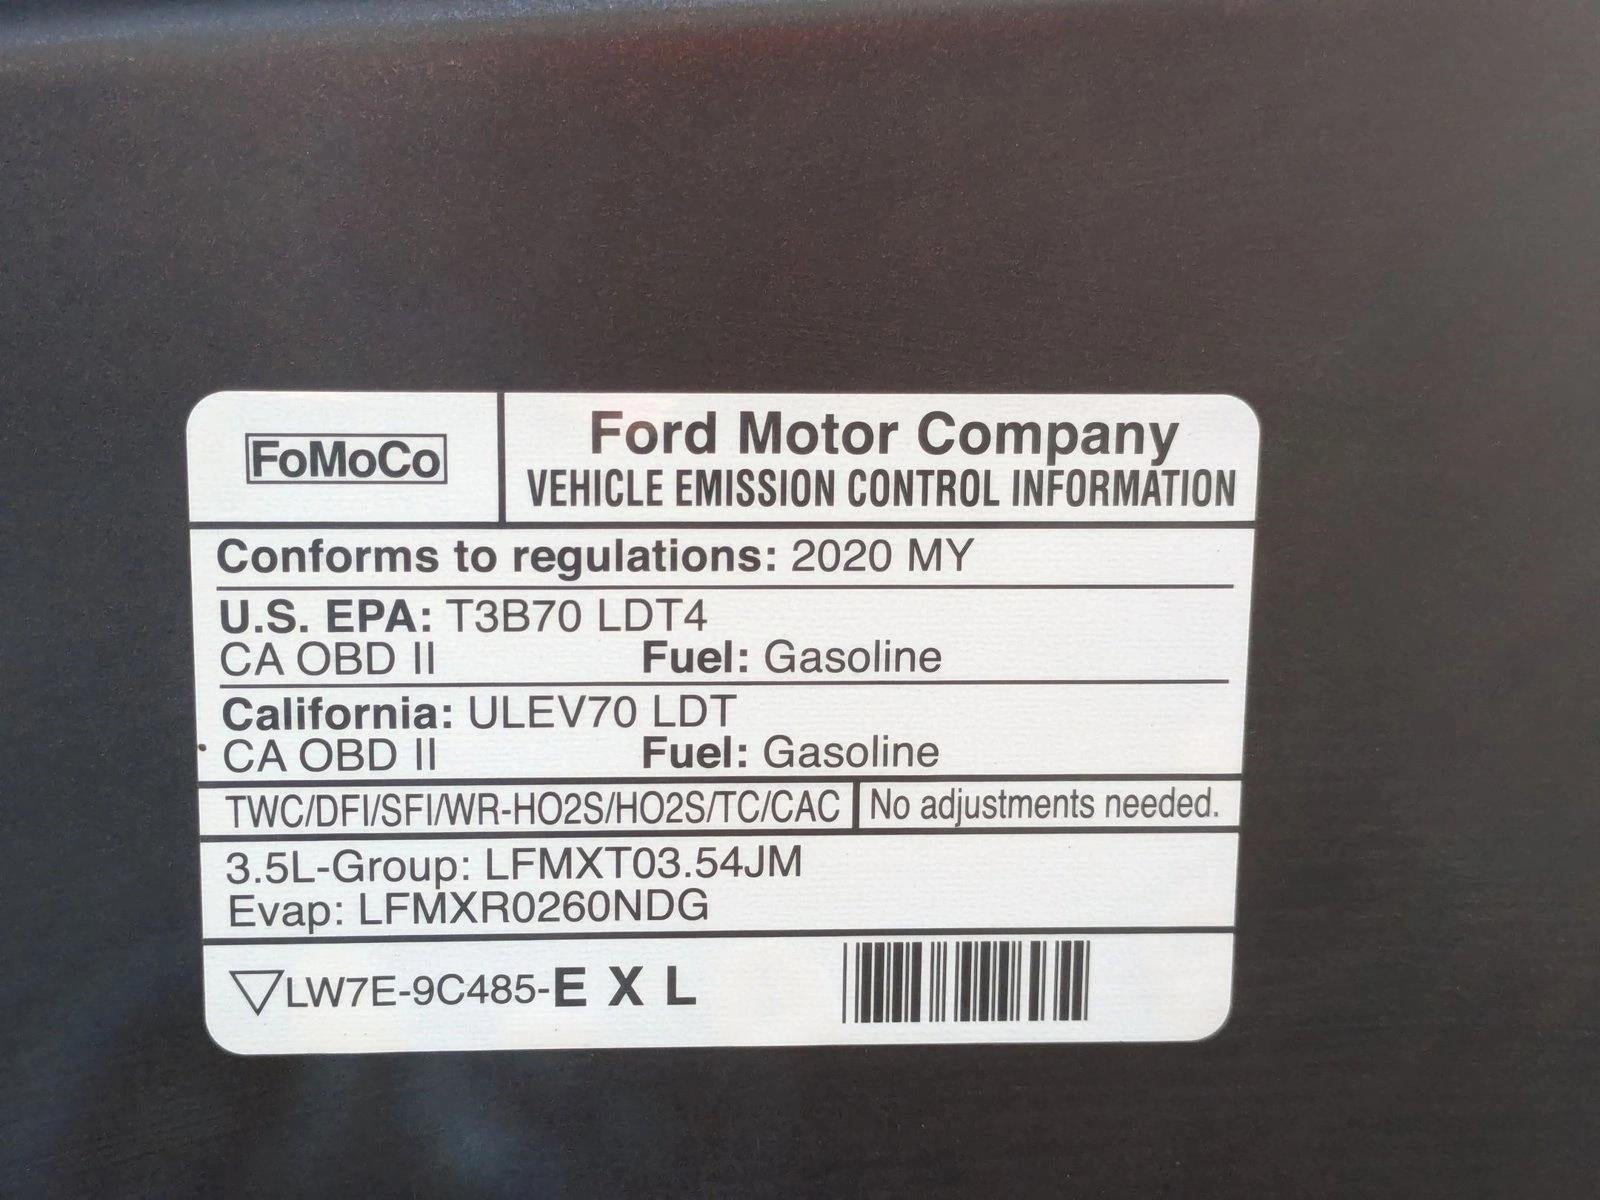 FoMoCo
Ford Motor Company
VEHICLE EMISSION CONTROL INFORMATION
Conforms to regulations: 2020 MY
U.S. EPA: T3B70 LDT4
CA OBD II Fuel: Gasoline
California: ULEV70 LDT
CA OBD II Fuel: Gasoline
TWC/DFI/SFI/WR-HO2S/HO2S/TC/CAC No adjustments needed.
3.5L-Group: LFMXT03.54JM
Evap: LFMXR0260NDG
▽LW7E-9C485-E X L